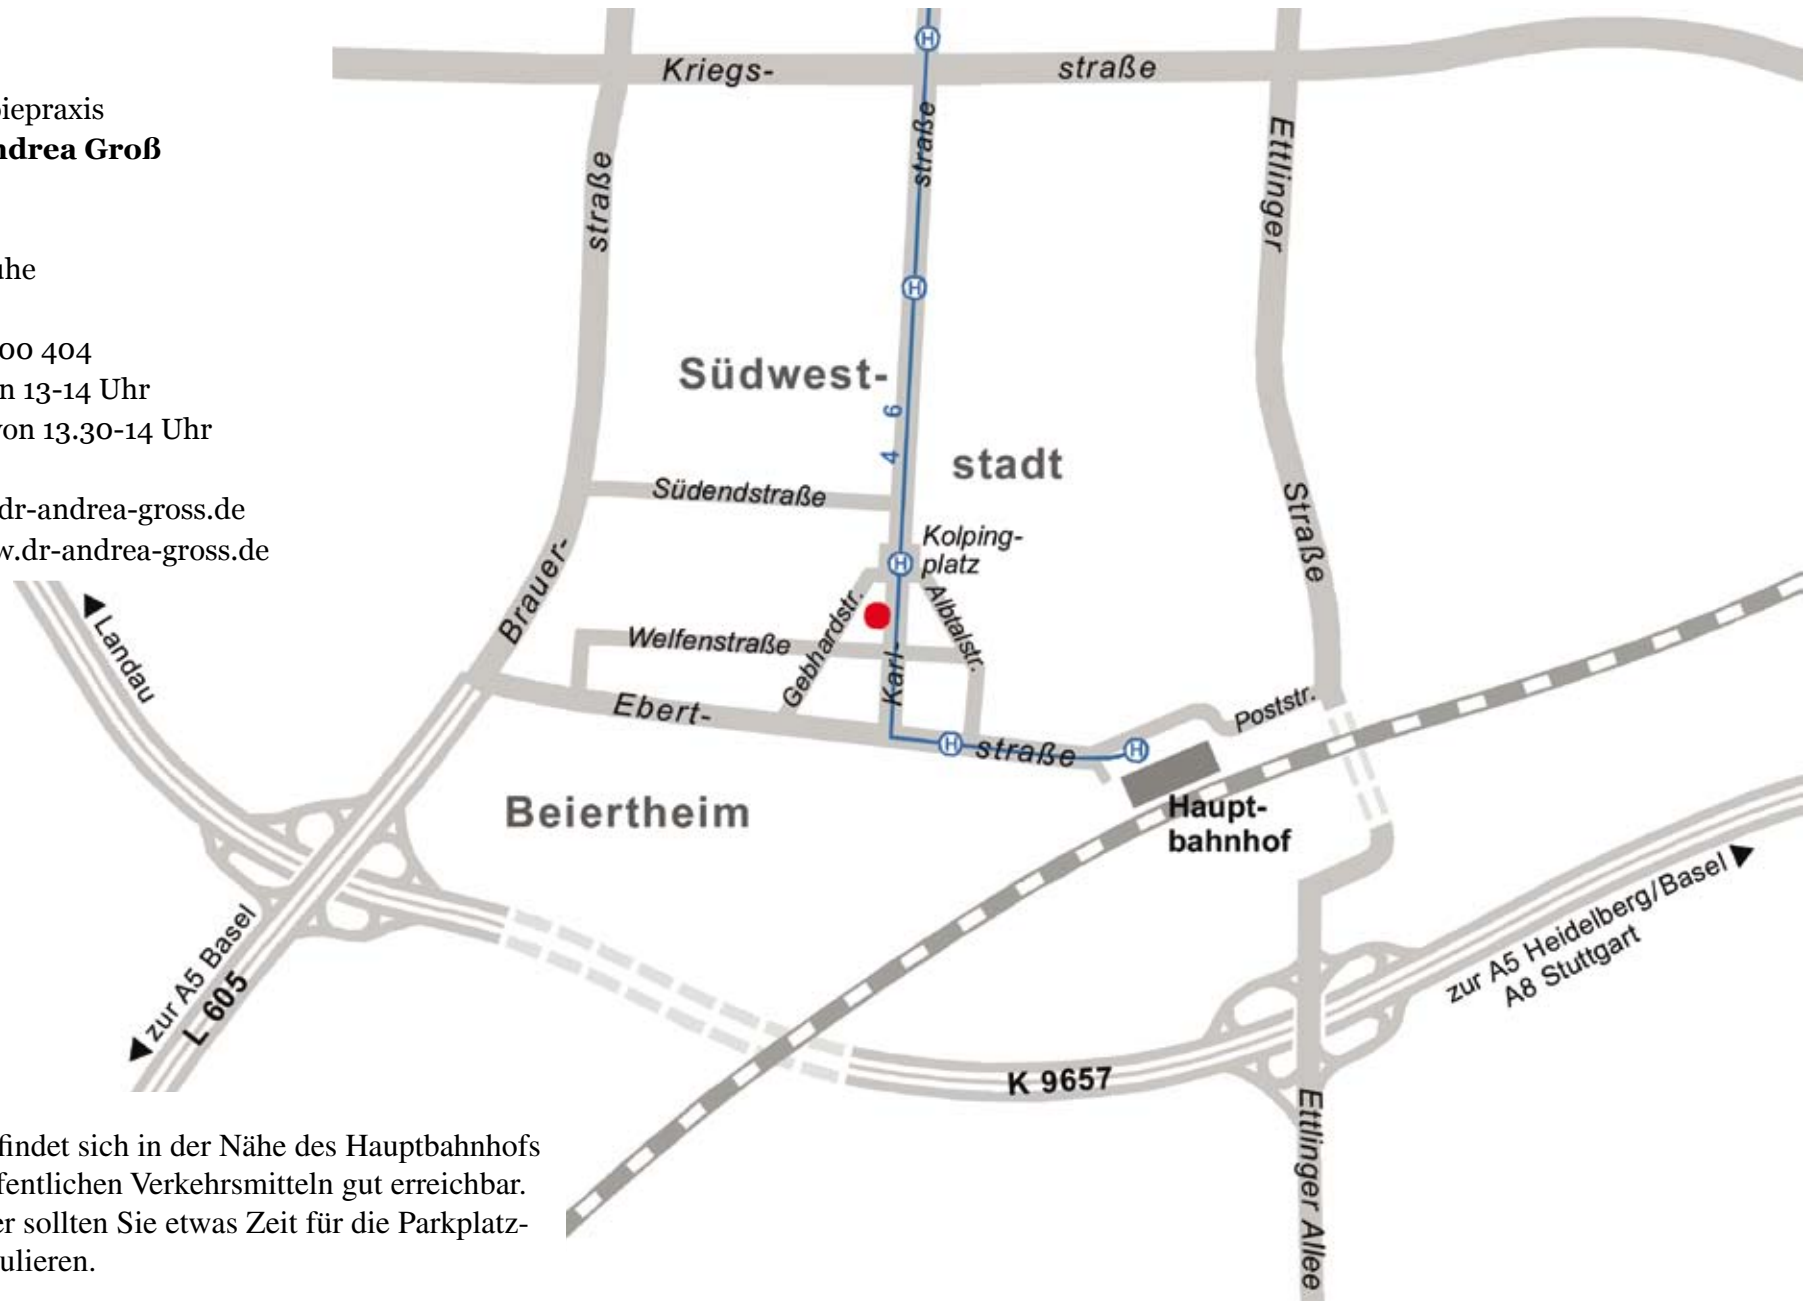 iepraxis
ndrea Groß
uhe
00 404
n 13-14 Uhr
von 13.30-14 Uhr
dr-andrea-gross.de
w.dr-andrea-gross.de
Kriegs-
straße
straße
straße
Ettlinger
Südwest-
6
4
stadt
Südendstraße
Straße
Kolping-
platz
Brauer-
Gebhardstr.
Albtalstr.
Landau
Welfenstraße
Karl-
Ebert-
straße
Poststr.
H
H
H
H
H
Beiertheim
Haupt-
bahnhof
zur A5 Basel
L 605
zur A5 Heidelberg/Basel
A8 Stuttgart
K 9657
Ettlinger Allee
findet sich in der Nähe des Hauptbahnhofs
fentlichen Verkehrsmitteln gut erreichbar.
er sollten Sie etwas Zeit für die Parkplatz-
ulieren.